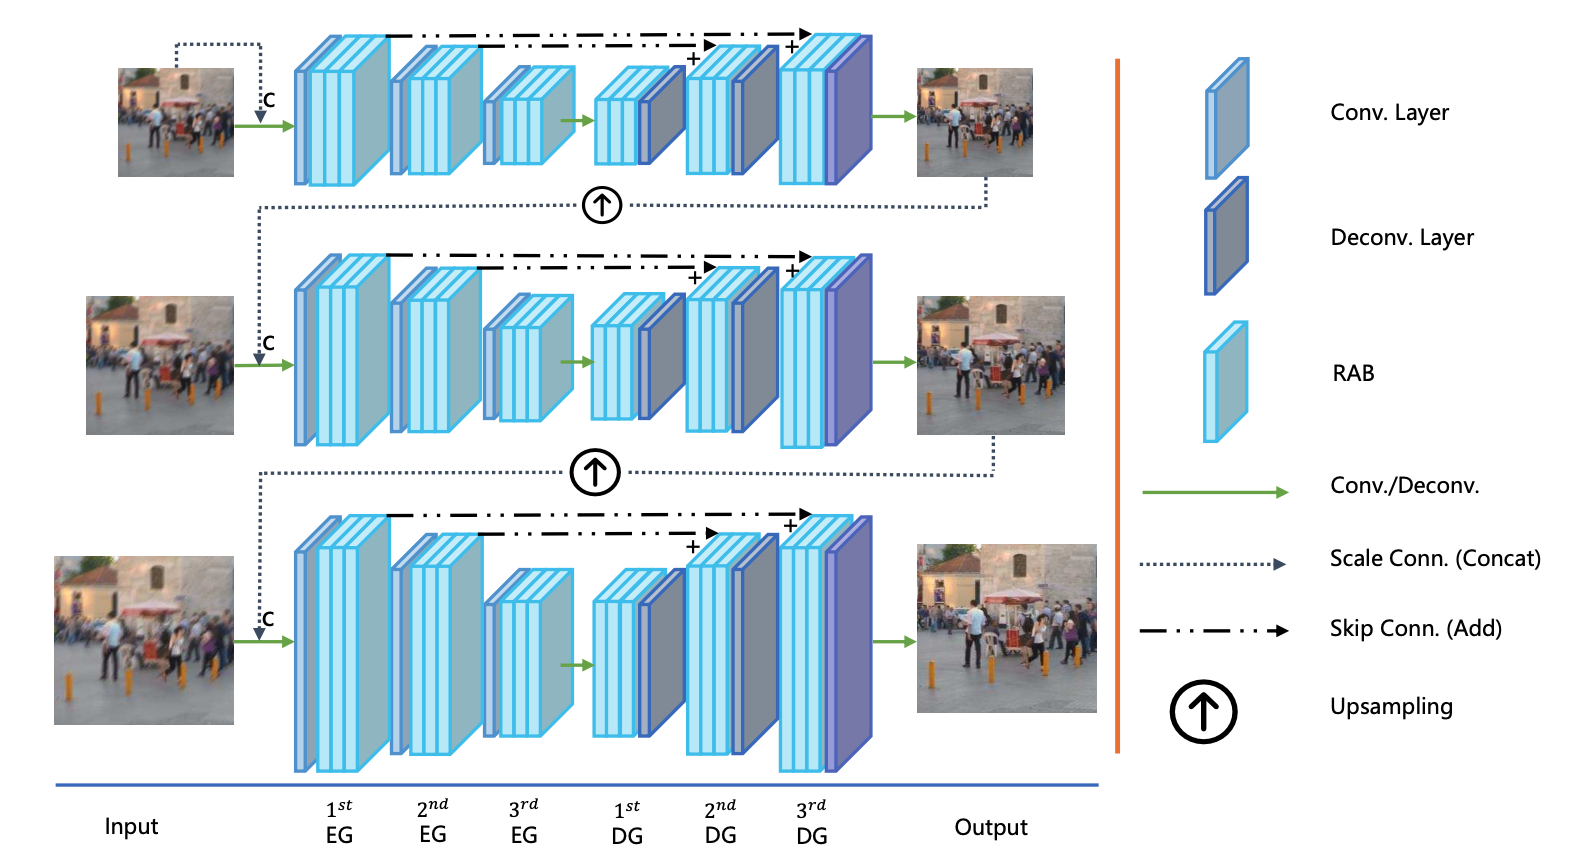 C
+
+
C
+
+
C
+
+
Conv. Layer
Deconv. Layer
RAB
Conv./Deconv.
Scale Conn. (Concat)
Skip Conn. (Add)
Upsampling
Input
1st EG
2nd EG
3rd EG
1st DG
2nd DG
3rd DG
Output